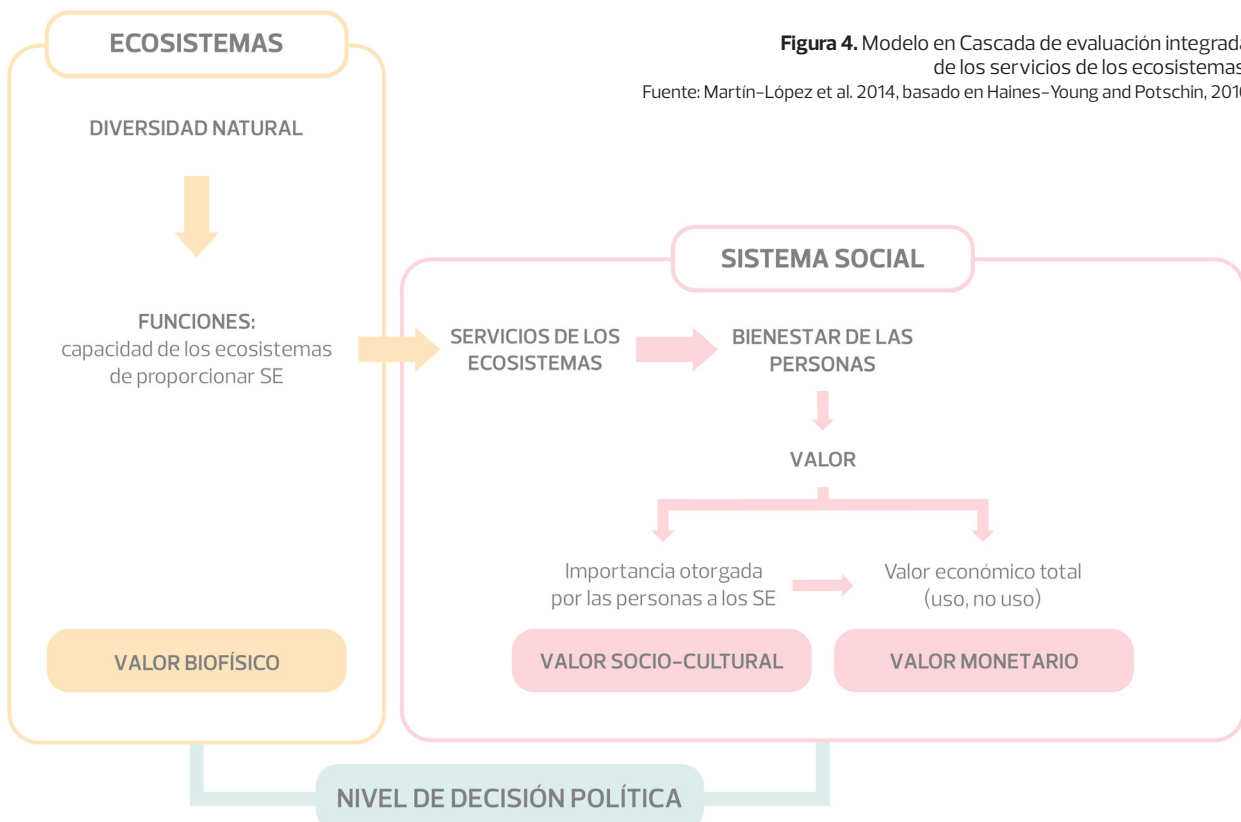 ECOSISTEMAS
Figura 4. Modelo en Cascada de evaluación integrada
de los servicios de los ecosistemas
Fuente: Martín-López et al. 2014, basado en Haines-Young and Potschin, 2010
DIVERSIDAD NATURAL
SISTEMA SOCIAL
FUNCIONES:
capacidad de los ecosistemas
de proporcionar SE
SERVICIOS DE LOS
ECOSISTEMAS
BIENESTAR DE LAS
PERSONAS
VALOR
Importancia otorgada
por las personas a los SE
Valor económico total
(uso, no uso)
VALOR BIOFÍSICO
VALOR SOCIO-CULTURAL
VALOR MONETARIO
NIVEL DE DECISIÓN POLÍTICA